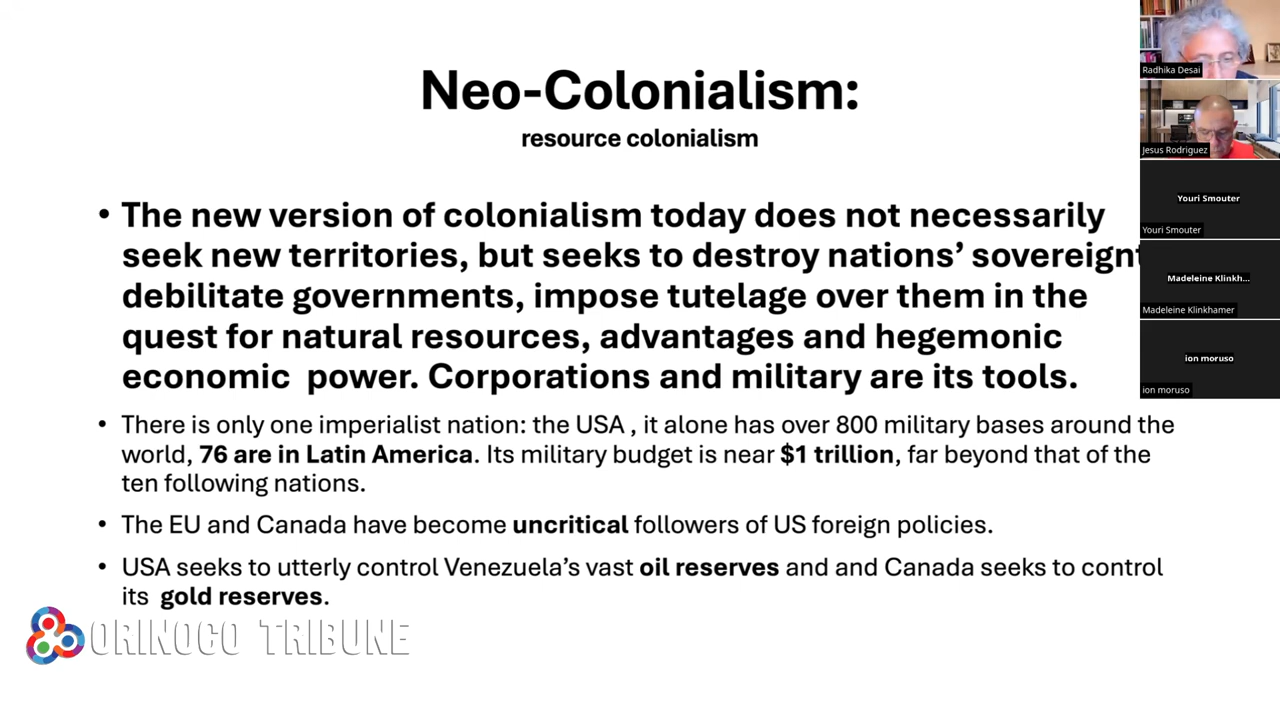 Neo-Colonialism:
resource colonialism
• The new version of colonialism today does not necessarily
seek new territories, but seeks to destroy nations’ sovereignt
debilitate governments, impose tutelage over them in the
quest for natural resources, advantages and hegemonic
economic power. Corporations and military are its tools.
• There is only one imperialist nation: the USA , it alone has over 800 military bases around the
world, 76 are in Latin America. Its military budget is near $1 trillion, far beyond that of the
ten following nations.
• The EU and Canada have become uncritical followers of US foreign policies.
• USA seeks to utterly control Venezuela’s vast oil reserves and and Canada seeks to control
its gold reserves.
ORINOCO TRIBUNE
Radhika Desai
Jesus Rodriguez
Youri Smouter
Youri Smouter
Madeleine Klinkh...
Madeleine Klinkhamer
ion moruso
ion moruso